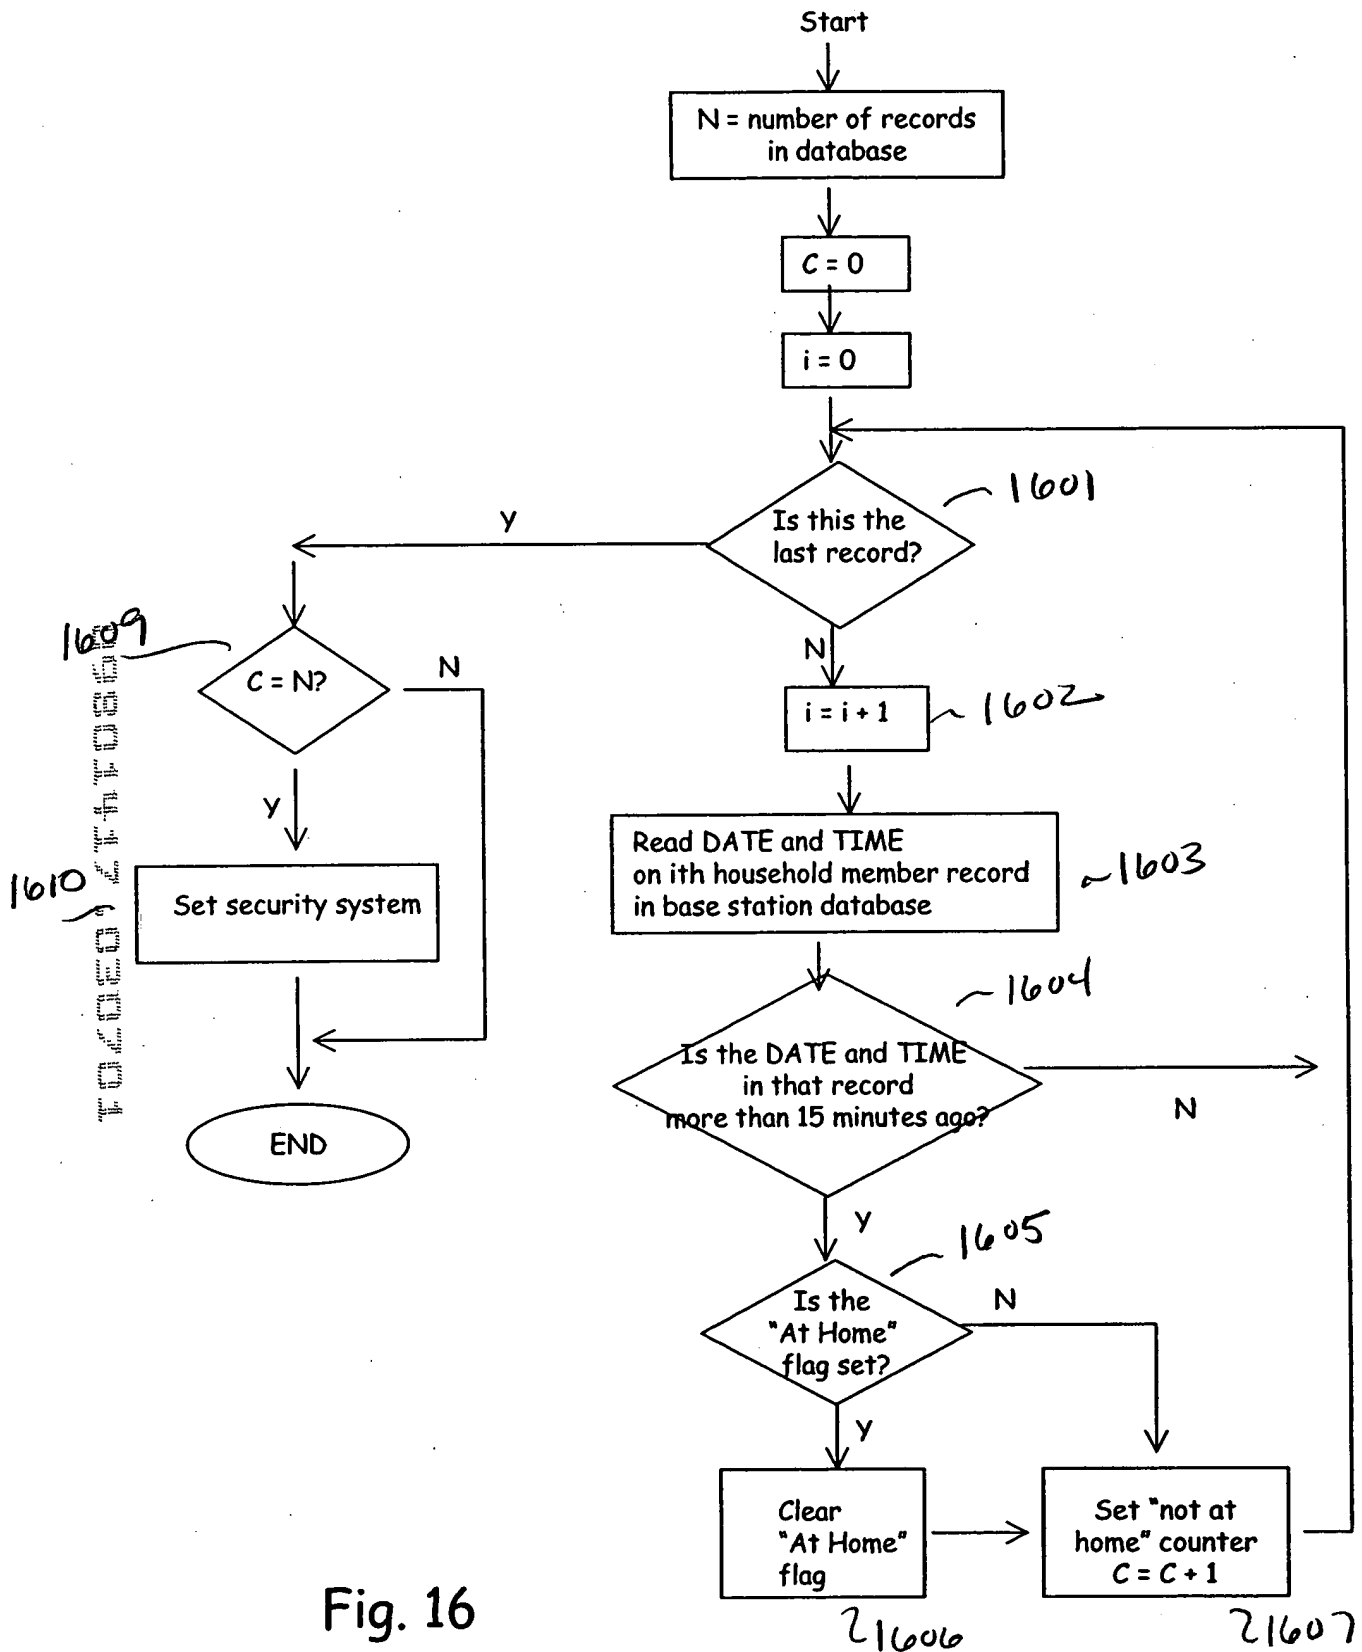 Start
N = number of records
in database
C = 0
i = 0
Is this the
last record?
1601
Y
N
1609
C = N?
N
Y
i = i + 1
1602
Read DATE and TIME
on ith household member record
in base station database
1603
1610
Set security system
END
1604
Is the DATE and TIME
in that record
more than 15 minutes ago?
N
Y
1605
Is the
"At Home"
flag set?
N
Y
Clear
"At Home"
flag
1606
Set "not at
home" counter
C = C + 1
1607
Fig. 16
09801417.030701